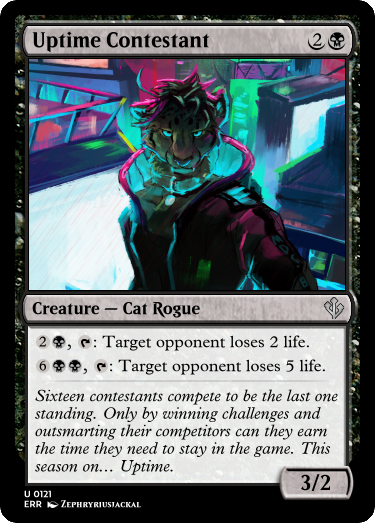 Uptime Contestant 2
Creature — Cat Rogue
2, : Target opponent loses 2 life.
6, : Target opponent loses 5 life.
Sixteen contestants compete to be the last one
standing. Only by winning challenges and
outsmarting their competitors can they earn
the time they need to stay in the game. This
season on… Uptime.
3/2
U 0121
ERR ZEPHRYRIUSJACKAL